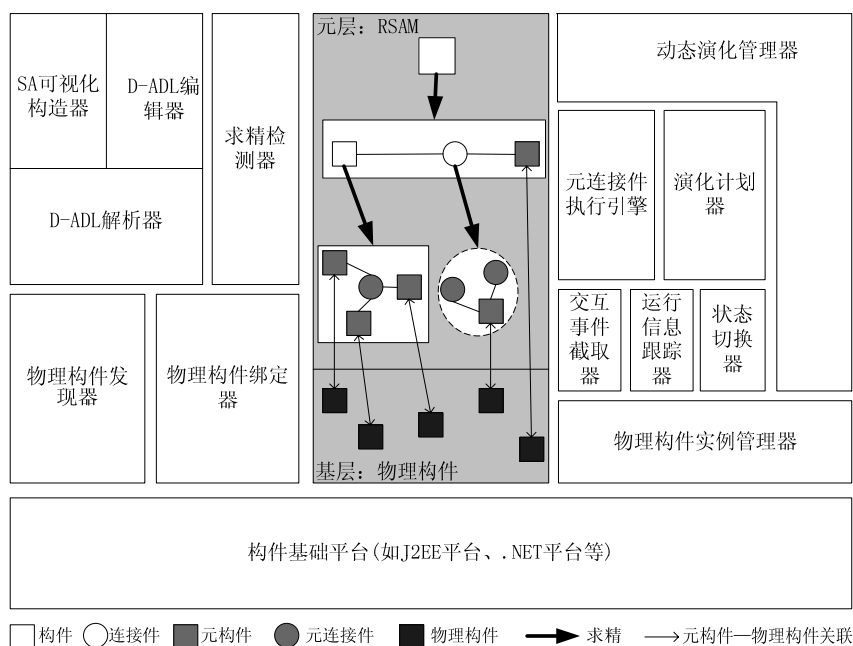 SA可视化
构造器
D-ADL编
辑器
D-ADL解析器
求精检
测器
物理构件发
现器
物理构件绑定
器
元层: RSAM
基层: 物理构件
动态演化管理器
元连接件
执行引擎
演化计划
器
交互
事件
截取
器
运行
信息
跟踪
器
状态
切换
器
物理构件实例管理器
构件基础平台(如J2EE平台、.NET平台等)
构件 连接件 元构件 元连接件 物理构件 求精 元构件—物理构件关联